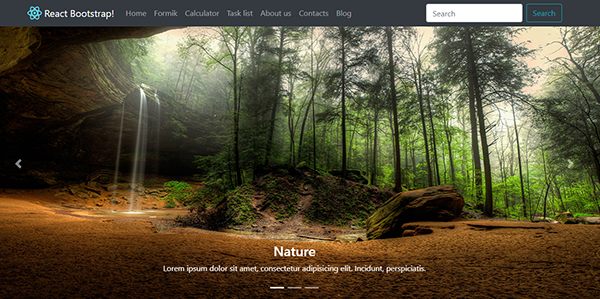 React Bootstrap! Home Formik Calculator Task list About us Contacts Blog Search Search
Nature
Lorem ipsum dolor sit amet, consectetur adipisicing elit. Incidunt, perspiciatis.